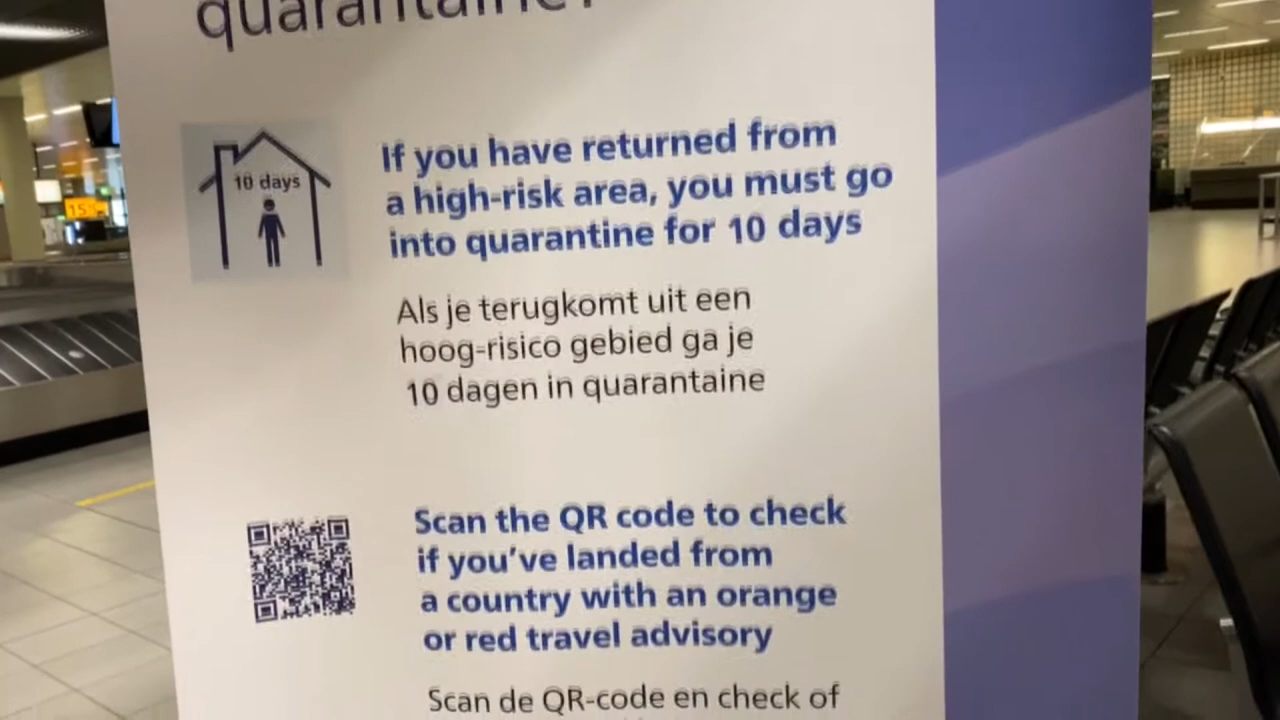 quarantaine?
10 days
If you have returned from
a high-risk area, you must go
into quarantine for 10 days
Als je terugkomt uit een
hoog-risico gebied ga je
10 dagen in quarantaine
15
Scan the QR code to check
if you've landed from
a country with an orange
or red travel advisory
Scan de QR-code en check of